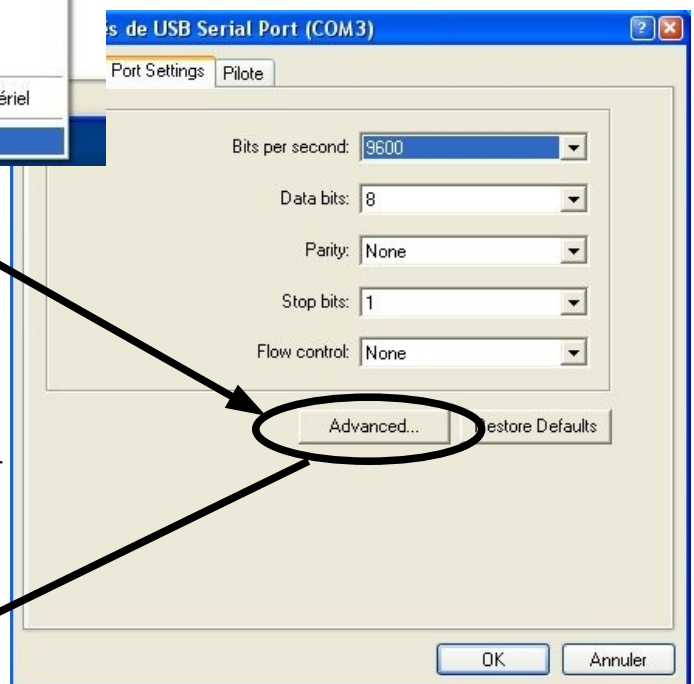 ériel
s de USB Serial Port (COM3)
Port Settings
Pilote
Bits per second: 9600
Data bits: 8
Parity: None
Stop bits: 1
Flow control: None
Advanced...
Restore Defaults
OK
Annuler